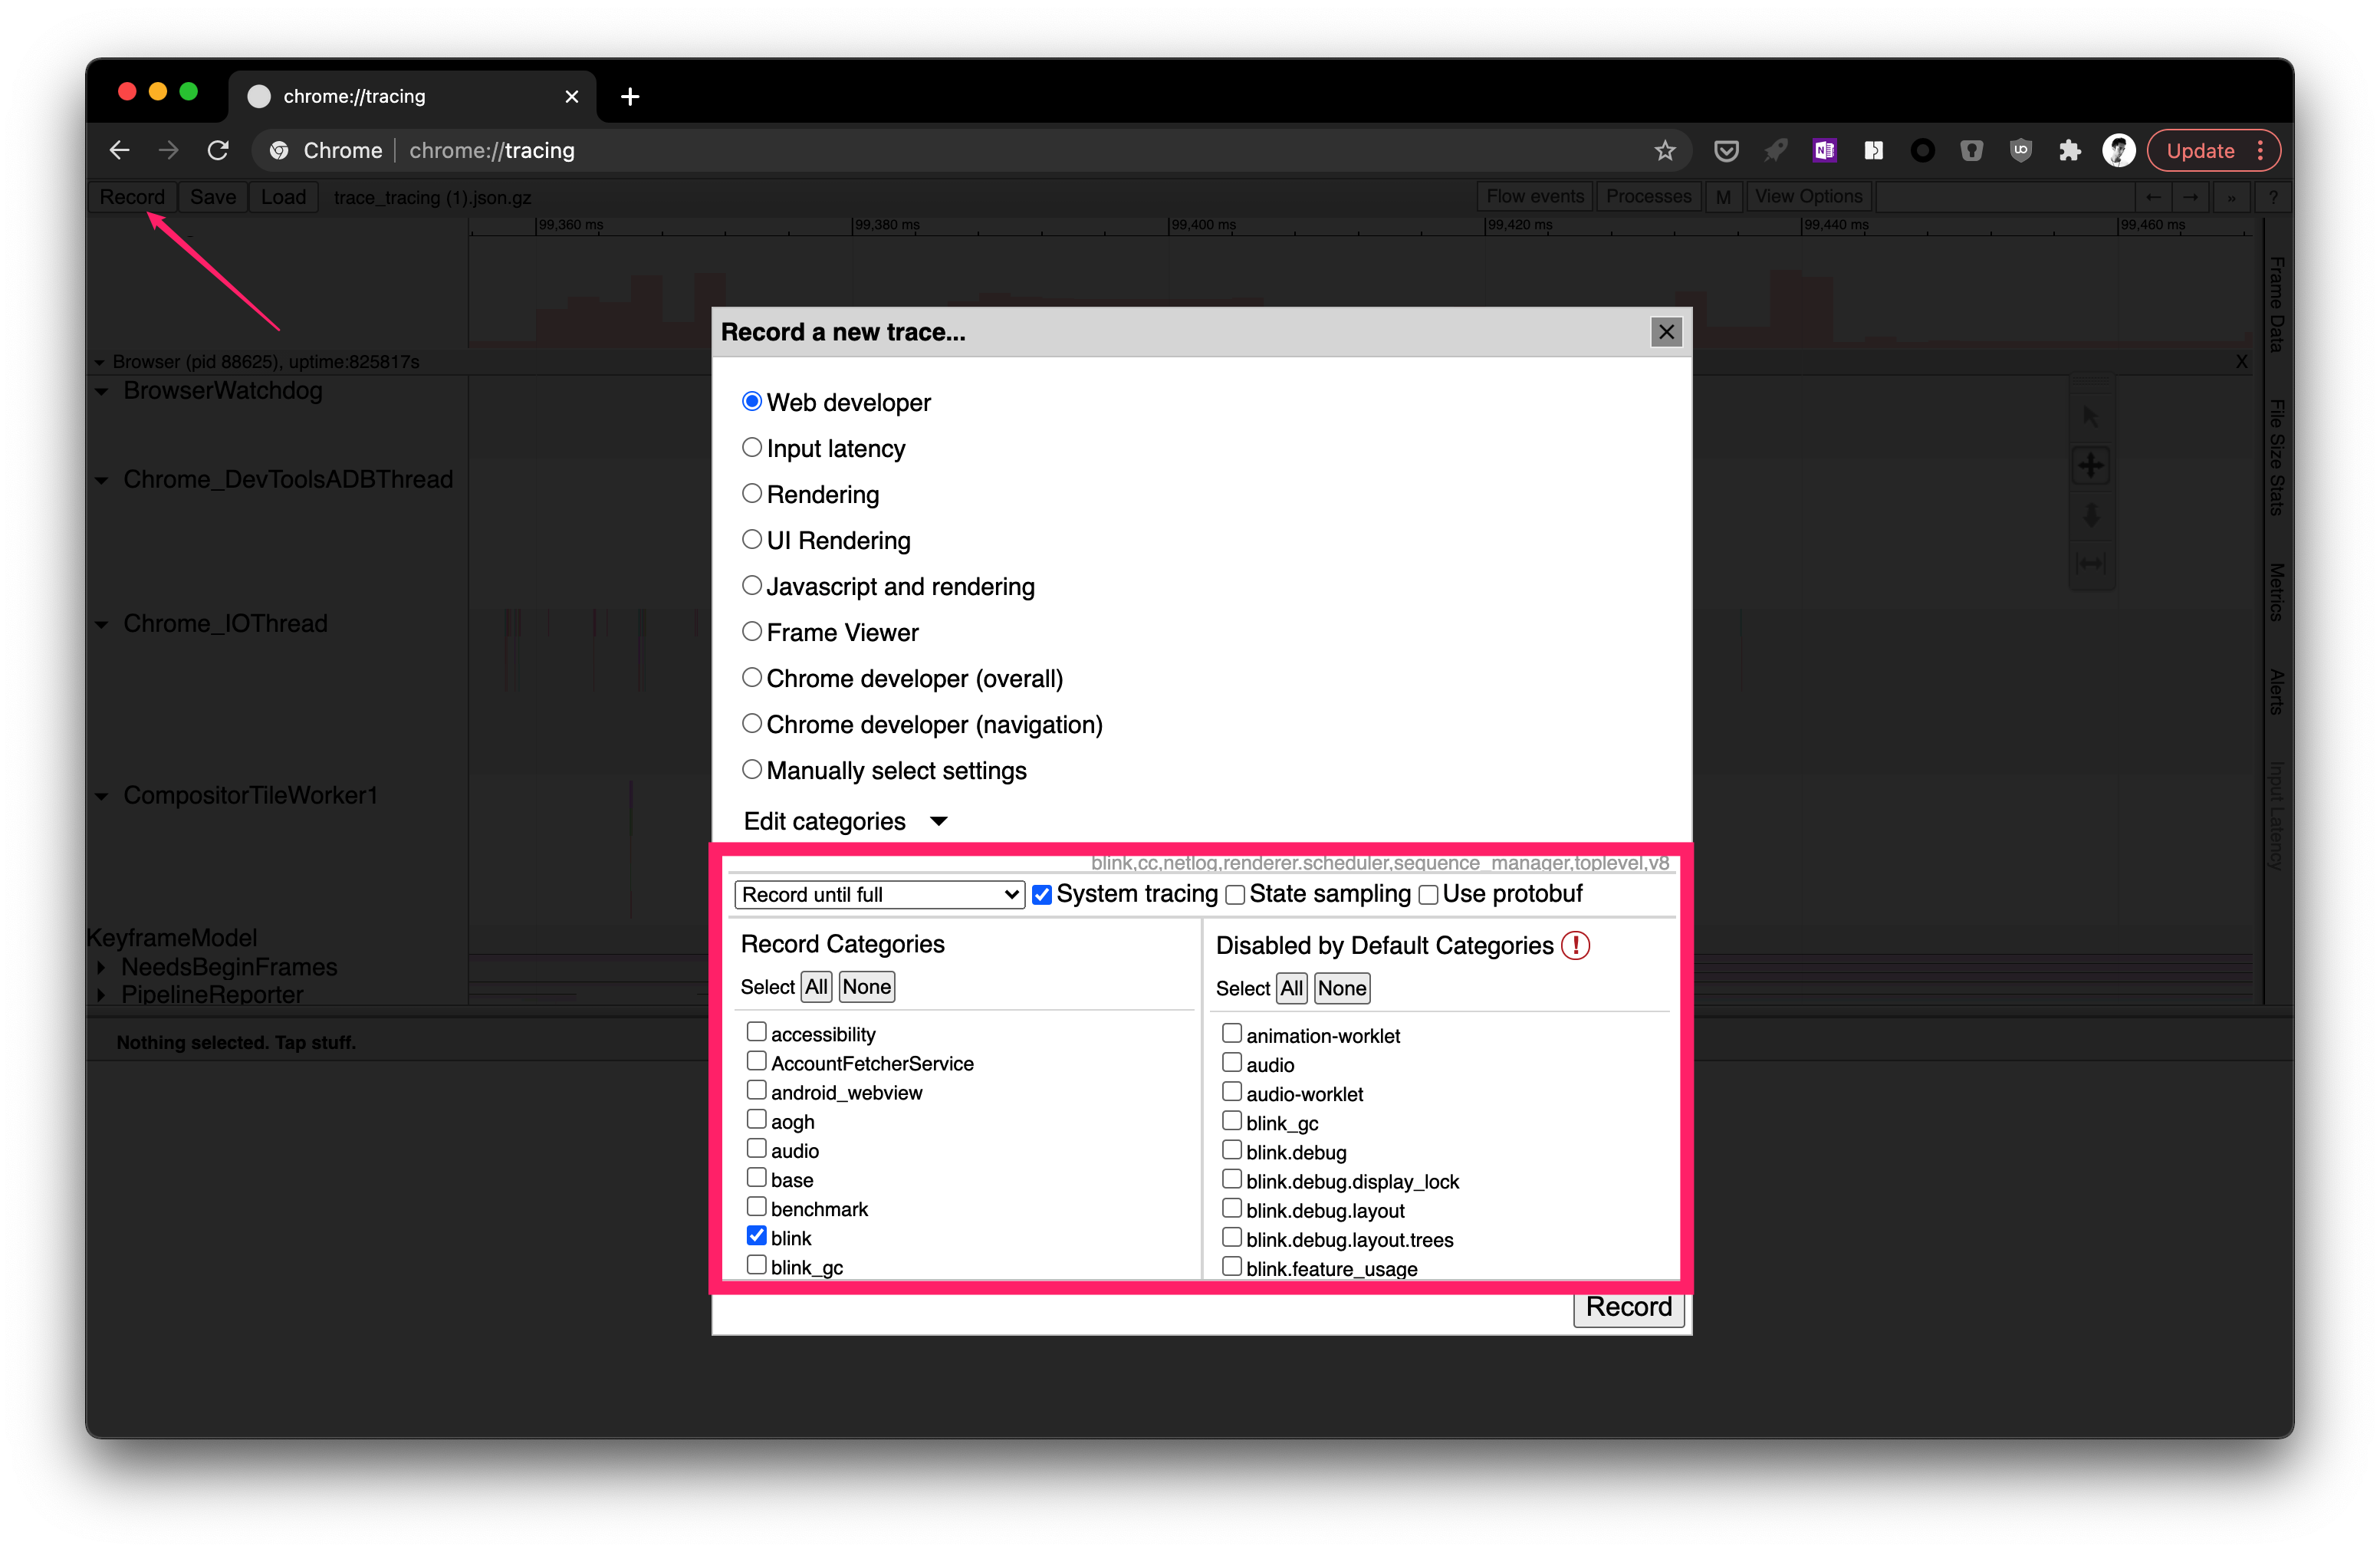 chrome://tracing
Chrome chrome://tracing
Update
Record Save Load trace_tracing (1).json.gz Flow events Processes M View Options ← → » ?
99,360 ms 99,380 ms 99,400 ms 99,420 ms 99,440 ms 99,460 ms
Browser (pid 88625), uptime:825817s X
BrowserWatchdog
Chrome_DevToolsADBThread
Chrome_IOThread
CompositorTileWorker1
KeyframeModel
NeedsBeginFrames
PipelineReporter
Nothing selected. Tap stuff.
Frame Data
File Size Stats
Metrics
Alerts
Input Latency
Record a new trace...
Web developer
Input latency
Rendering
UI Rendering
Javascript and rendering
Frame Viewer
Chrome developer (overall)
Chrome developer (navigation)
Manually select settings
Edit categories
blink,cc,netlog,renderer.scheduler,sequence_manager,toplevel,v8
Record until full System tracing State sampling Use protobuf
Record Categories
Select All None
accessibility
AccountFetcherService
android_webview
aogh
audio
base
benchmark
blink
blink_gc
Disabled by Default Categories !
Select All None
animation-worklet
audio
audio-worklet
blink_gc
blink.debug
blink.debug.display_lock
blink.debug.layout
blink.debug.layout.trees
blink.feature_usage
Record